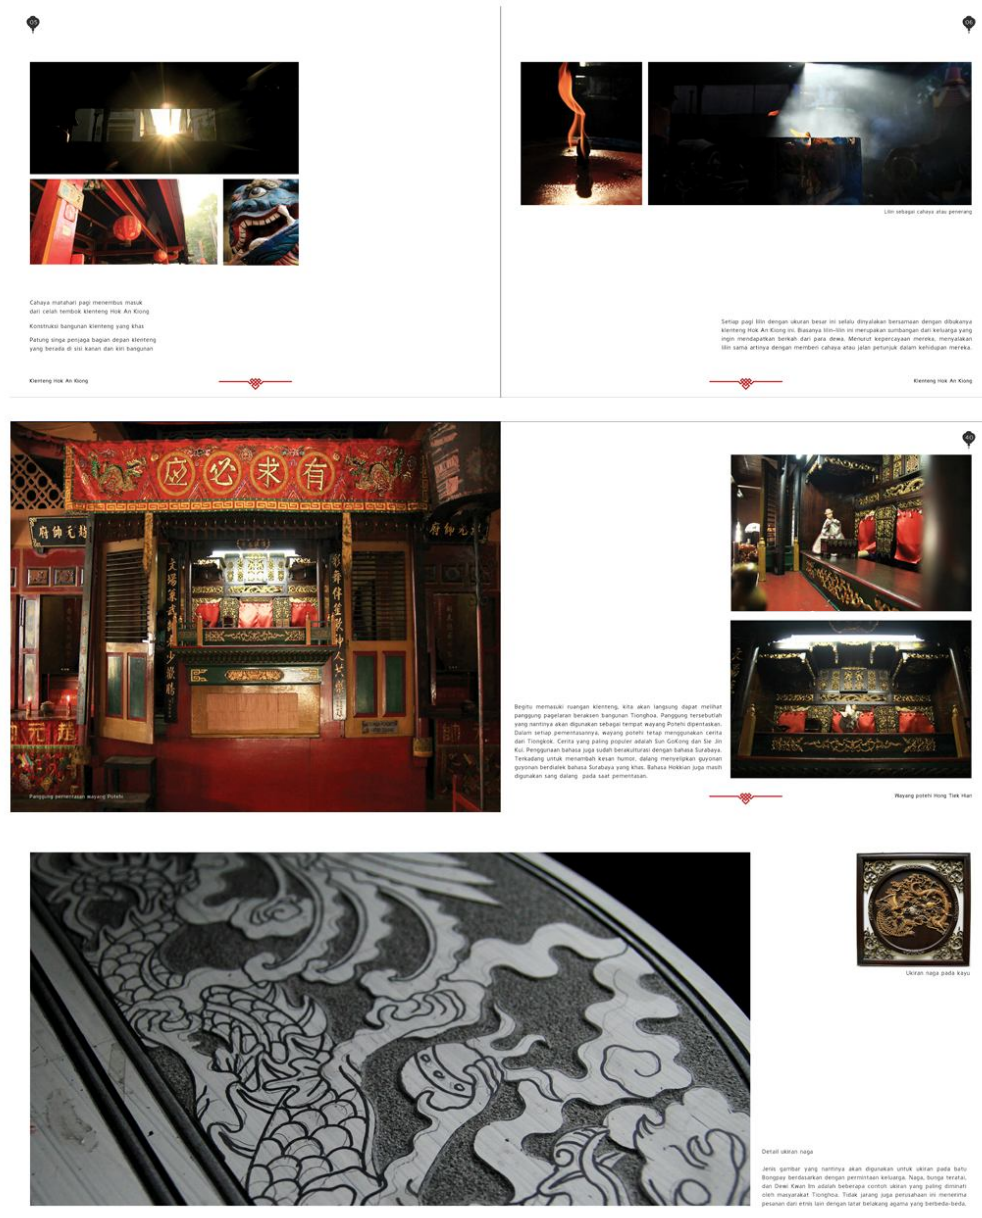 05
Cahaya matahari pagi menembus masuk
dari celah tembok klenteng Hok An Kiong
Konstruksi bangunan klenteng yang khas
Patung singa penjaga bagian depan klenteng
yang berada di sisi kanan dan kiri bangunan
Klenteng Hok An Kiong
06
Lilin sebagai cahaya atau penerang
Setiap pagi lilin dengan ukuran besar ini selalu dinyalakan bersamaan dengan dibukanya
klenteng Hok An Kiong ini. Biasanya lilin-lilin ini merupakan sumbangan dari keluarga yang
ingin mendapatkan berkah dari para dewa. Menurut kepercayaan mereka, menyalakan
lilin sama artinya dengan memberi cahaya atau jalan petunjuk dalam kehidupan mereka.
Klenteng Hok An Kiong
應必求有
府帥元
府帥元
Panggung pementasan wayang Potehi
40
Begitu memasuki ruangan klenteng, kita akan langsung dapat melihat
panggung pagelaran beraksen bangunan Tionghoa. Panggung tersebutlah
yang nantinya akan digunakan sebagai tempat wayang Potehi dipentaskan.
Dalam setiap pementasannya, wayang potehi tetap menggunakan cerita
dari Tiongkok. Cerita yang paling populer adalah Sun GoKong dan Sie Jin
Kui. Penggunaan bahasa juga sudah berakulturasi dengan bahasa Surabaya.
Terkadang untuk menambah kesan humor, dalang menyelipkan guyonan
guyonan berdialek bahasa Surabaya yang khas. Bahasa Hokkian juga masih
digunakan sang dalang pada saat pementasan.
Wayang potehi Hong Tiek Hian
Ukiran naga pada kayu
Detail ukiran naga
Jenis gambar yang nantinya akan digunakan untuk ukiran pada batu
Bongpay berdasarkan dengan permintaan keluarga. Naga, bunga teratai,
dan Dewi Kwan Im adalah beberapa contoh ukiran yang paling diminati
oleh masyarakat Tionghoa. Tidak jarang juga perusahaan ini menerima
pesanan dari etnis lain dengan latar belakang agama yang berbeda-beda.